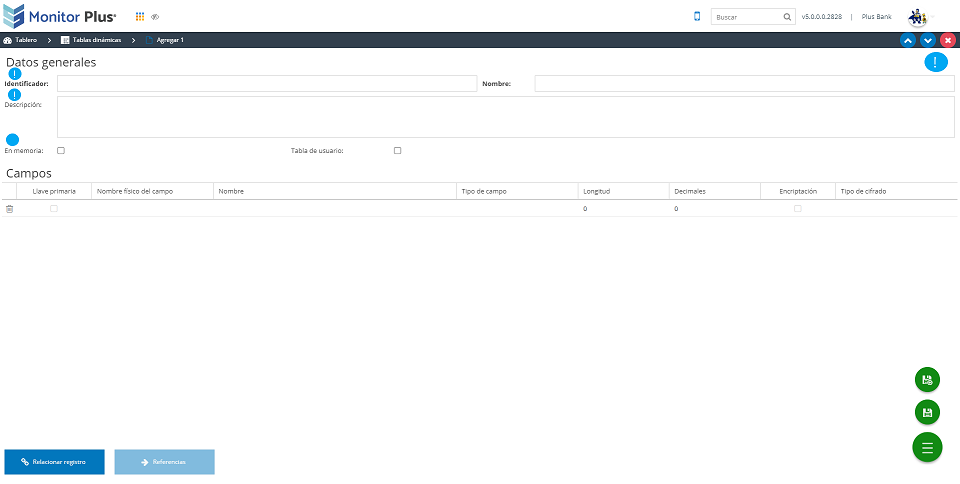 Monitor Plus®
Buscar
v5.0.0.0.2828 | Plus Bank
Tablero > Tablas dinámicas > Agregar 1
Datos generales
!
!
Identificador:
Nombre:
!
Descripción:
En memoria:
Tabla de usuario:
Campos
Llave primaria Nombre físico del campo Nombre Tipo de campo Longitud Decimales Encriptación Tipo de cifrado
0 0
Relacionar registro
Referencias